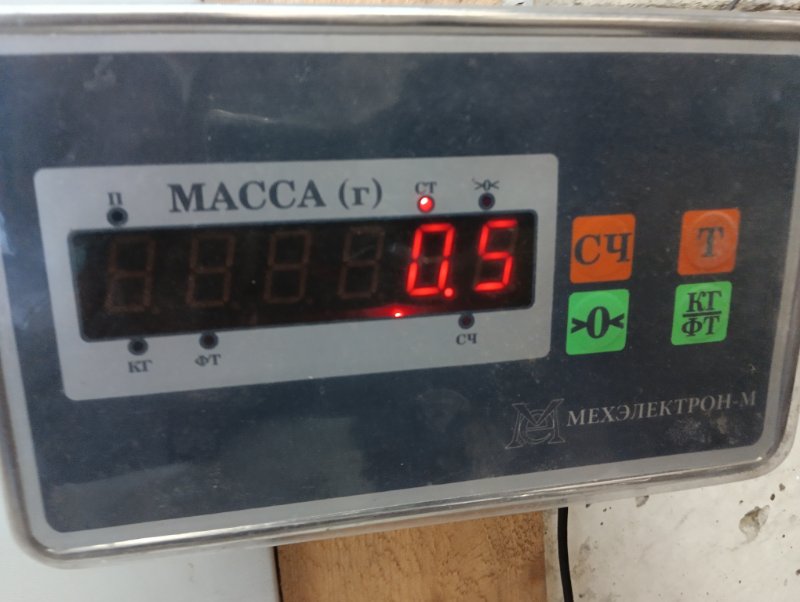 П МАССА (г) СТ >0<
0.5
КГ ФТ СЧ
СЧ Т
>0< КГ/ФТ
МЕХЭЛЕКТРОН-М